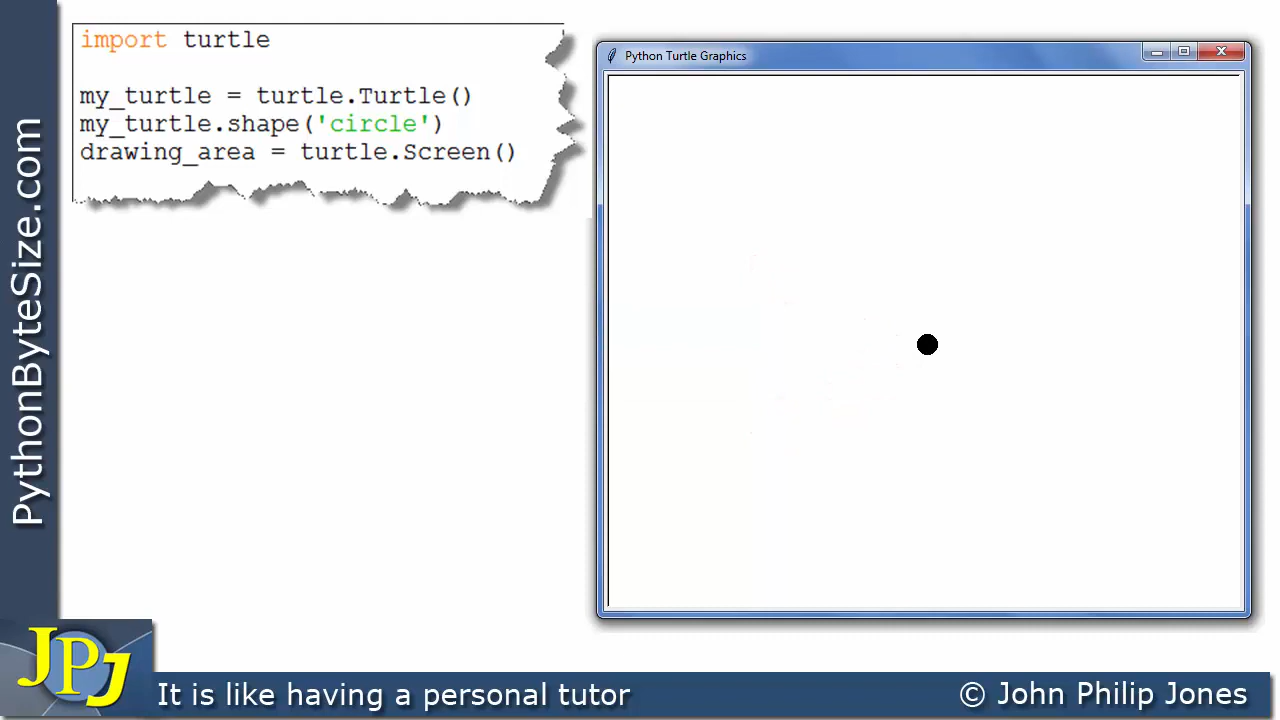 import turtle
my_turtle = turtle.Turtle()
my_turtle.shape('circle')
drawing_area = turtle.Screen()
Python Turtle Graphics
PythonByteSize.com
JPJ
It is like having a personal tutor
© John Philip Jones